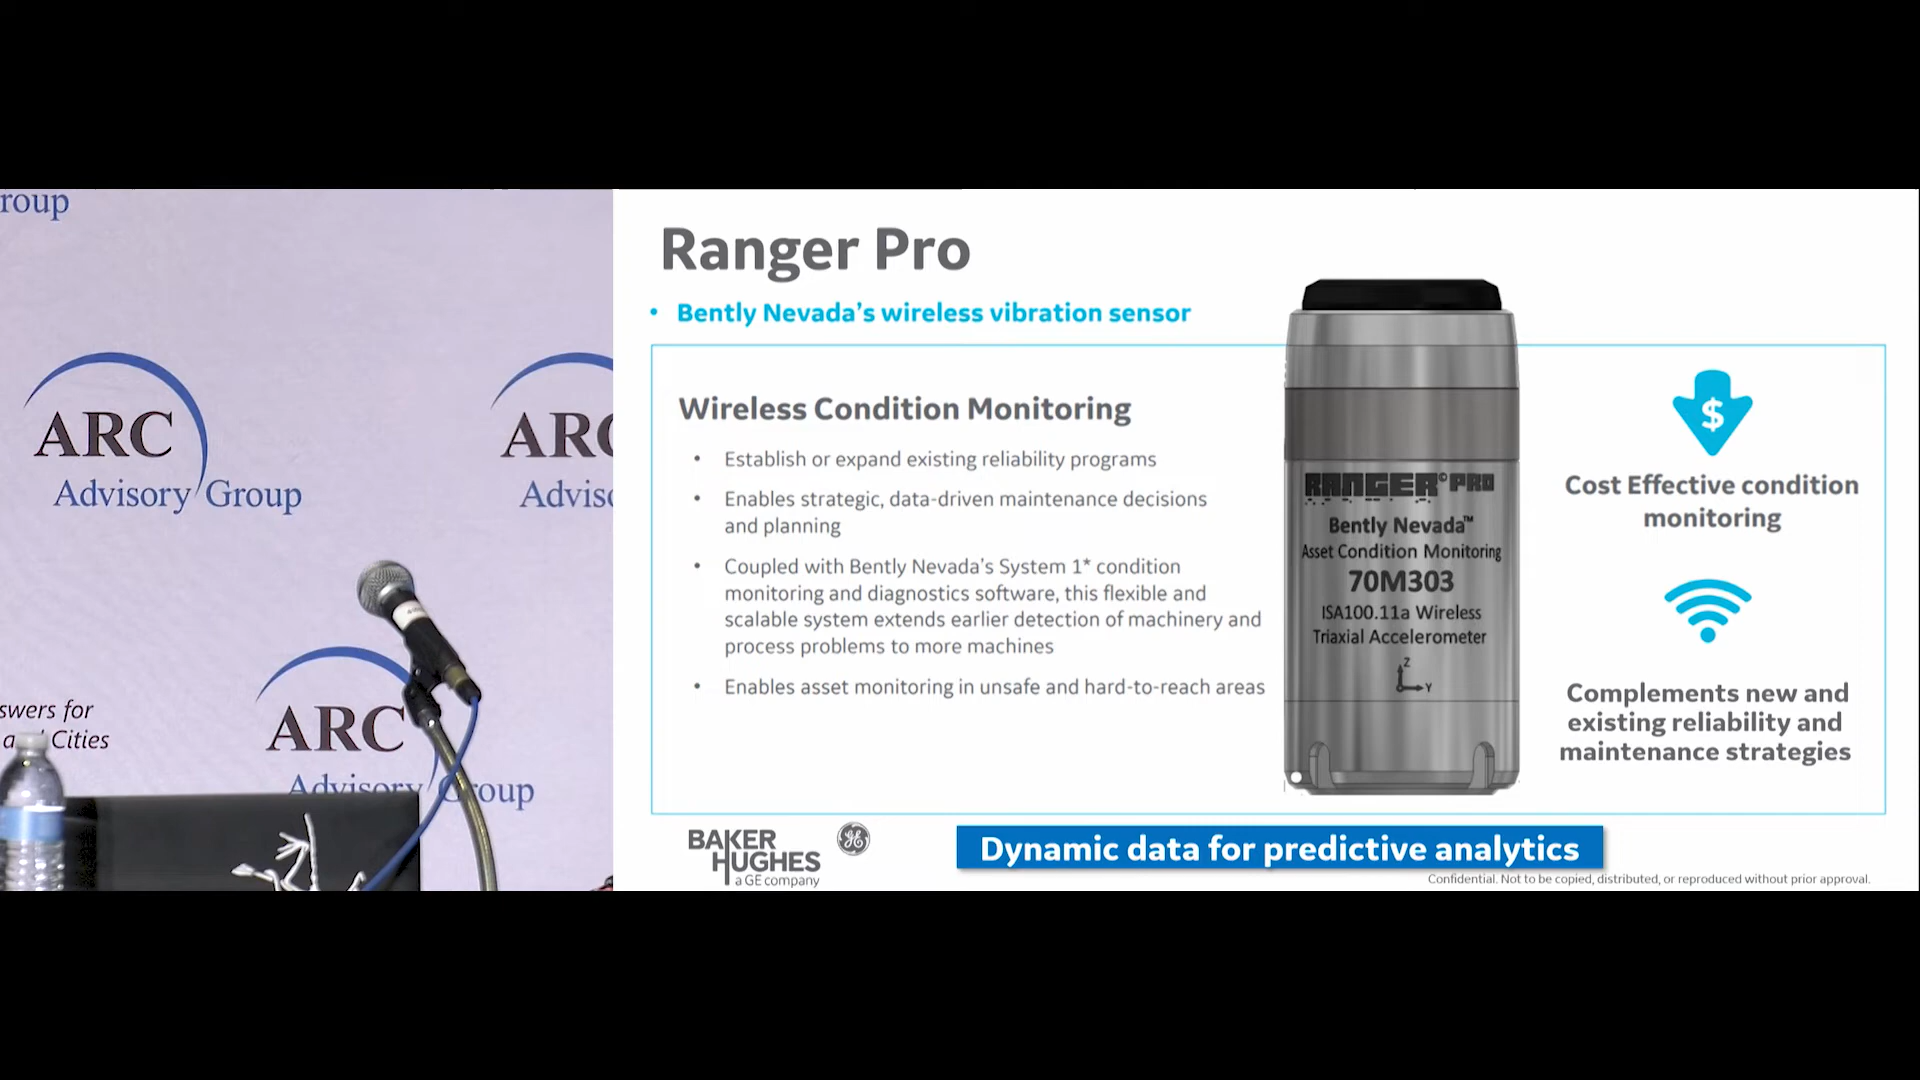 roup
ARC
Advisory Group
ARC
Advis
swers for
Cities
ARC
Advisory Group
Ranger Pro
• Bently Nevada's wireless vibration sensor
Wireless Condition Monitoring
• Establish or expand existing reliability programs
• Enables strategic, data-driven maintenance decisions
and planning
• Coupled with Bently Nevada's System 1* condition
monitoring and diagnostics software, this flexible and
scalable system extends earlier detection of machinery and
process problems to more machines
• Enables asset monitoring in unsafe and hard-to-reach areas
RANGER© PRO
Bently Nevada™
Asset Condition Monitoring
70M303
ISA100.11a Wireless
Triaxial Accelerometer
Z
Y
$
Cost Effective condition
monitoring
Complements new and
existing reliability and
maintenance strategies
BAKER
HUGHES
a GE company
GE
Dynamic data for predictive analytics
Confidential. Not to be copied, distributed, or reproduced without prior approval.